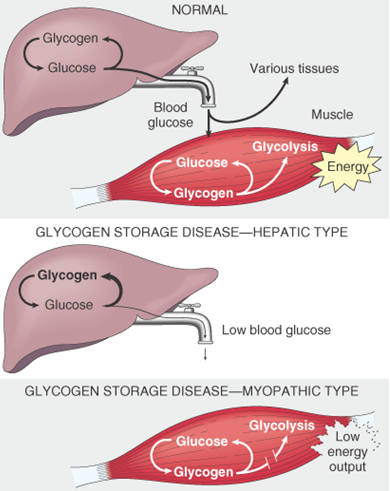 NORMAL
Glycogen
Glucose
Various tissues
Blood
glucose
Muscle
Glycolysis
Glucose
Energy
Glycogen
GLYCOGEN STORAGE DISEASE—HEPATIC TYPE
Glycogen
Glucose
Low blood glucose
GLYCOGEN STORAGE DISEASE—MYOPATHIC TYPE
Glycolysis
Glucose
Glycogen
Low
energy
output